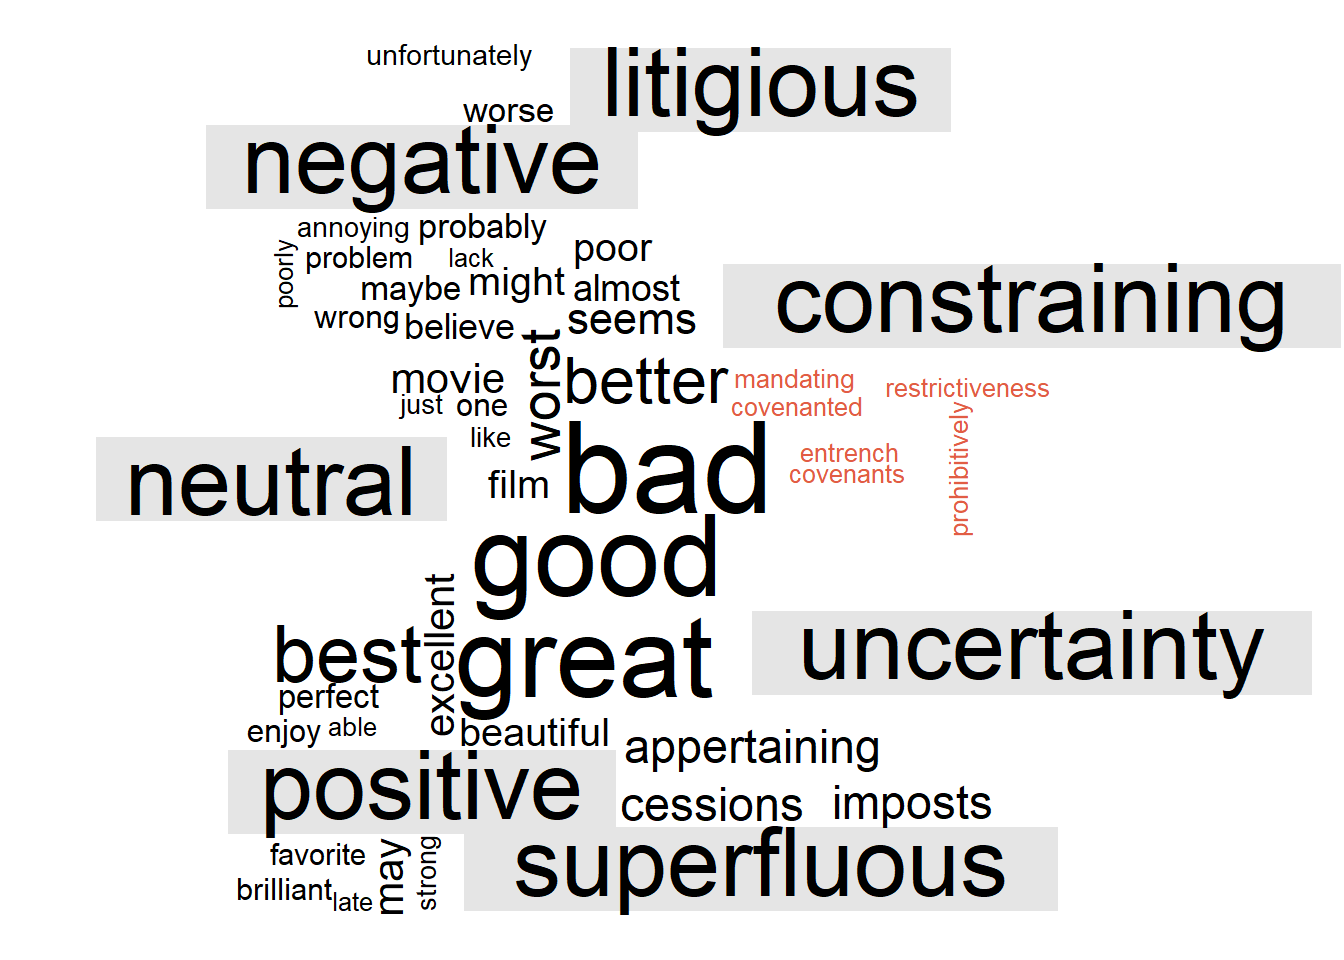 unfortunately
litigious
worse
negative
annoying probably
poorly
problem
lack
poor
maybe
might
almost
constraining
wrong
believe
seems
worst
movie
better
mandating
restrictiveness
just
one
covenanted
like
bad
entrench
covenants
prohibitively
neutral
film
good
excellent
best
great
uncertainty
perfect
enjoy
able
beautiful
appertaining
positive
cessions
imposts
favorite
may
strong
superfluous
brilliant
late